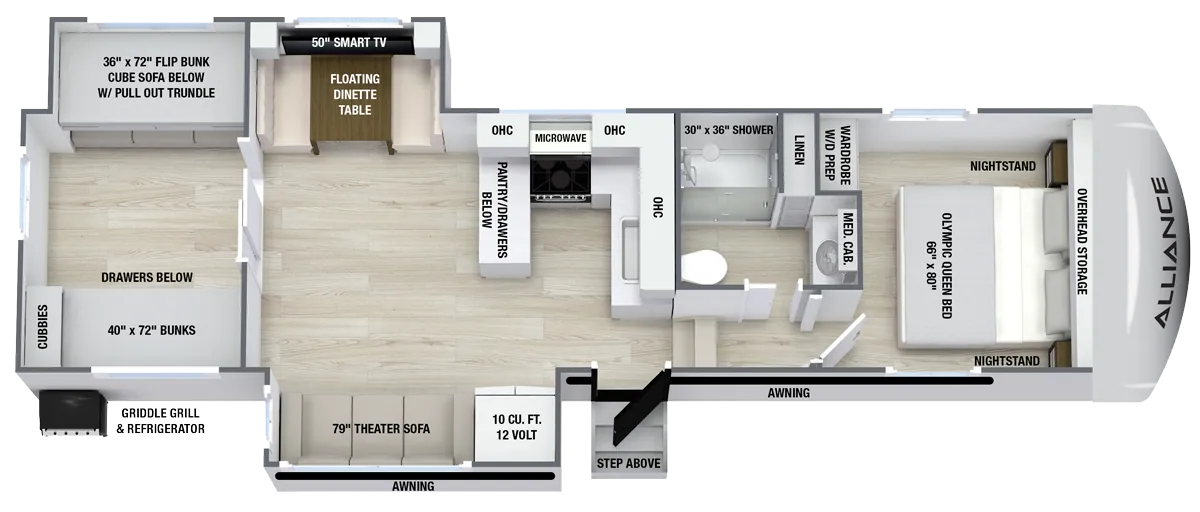 36" x 72" FLIP BUNK
CUBE SOFA BELOW
W/ PULL OUT TRUNDLE
50" SMART TV
FLOATING
DINETTE
TABLE
OHC
MICROWAVE
OHC
PANTRY/DRAWERS
BELOW
OHC
30" x 36" SHOWER
LINEN
WARDROBE
W/D PREP
MED. CAB.
NIGHTSTAND
OLYMPIC QUEEN BED
66" x 80"
OVERHEAD STORAGE
NIGHTSTAND
ALLIANCE
DRAWERS BELOW
CUBBIES
40" x 72" BUNKS
GRIDDLE GRILL
& REFRIGERATOR
79" THEATER SOFA
10 CU. FT.
12 VOLT
AWNING
STEP ABOVE
AWNING